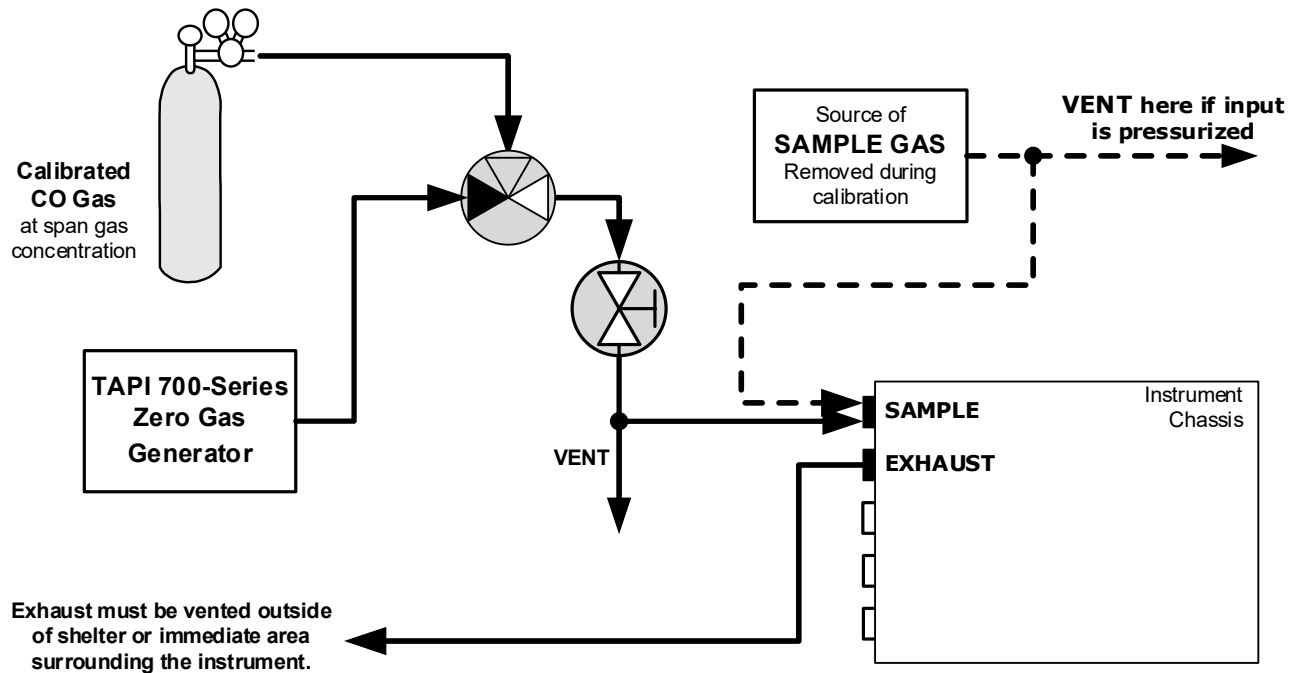 Calibrated
CO Gas
at span gas
concentration
Source of
SAMPLE GAS
Removed during
calibration
VENT here if input
is pressurized
TAPI 700-Series
Zero Gas
Generator
VENT
SAMPLE
EXHAUST
Instrument
Chassis
Exhaust must be vented outside
of shelter or immediate area
surrounding the instrument.